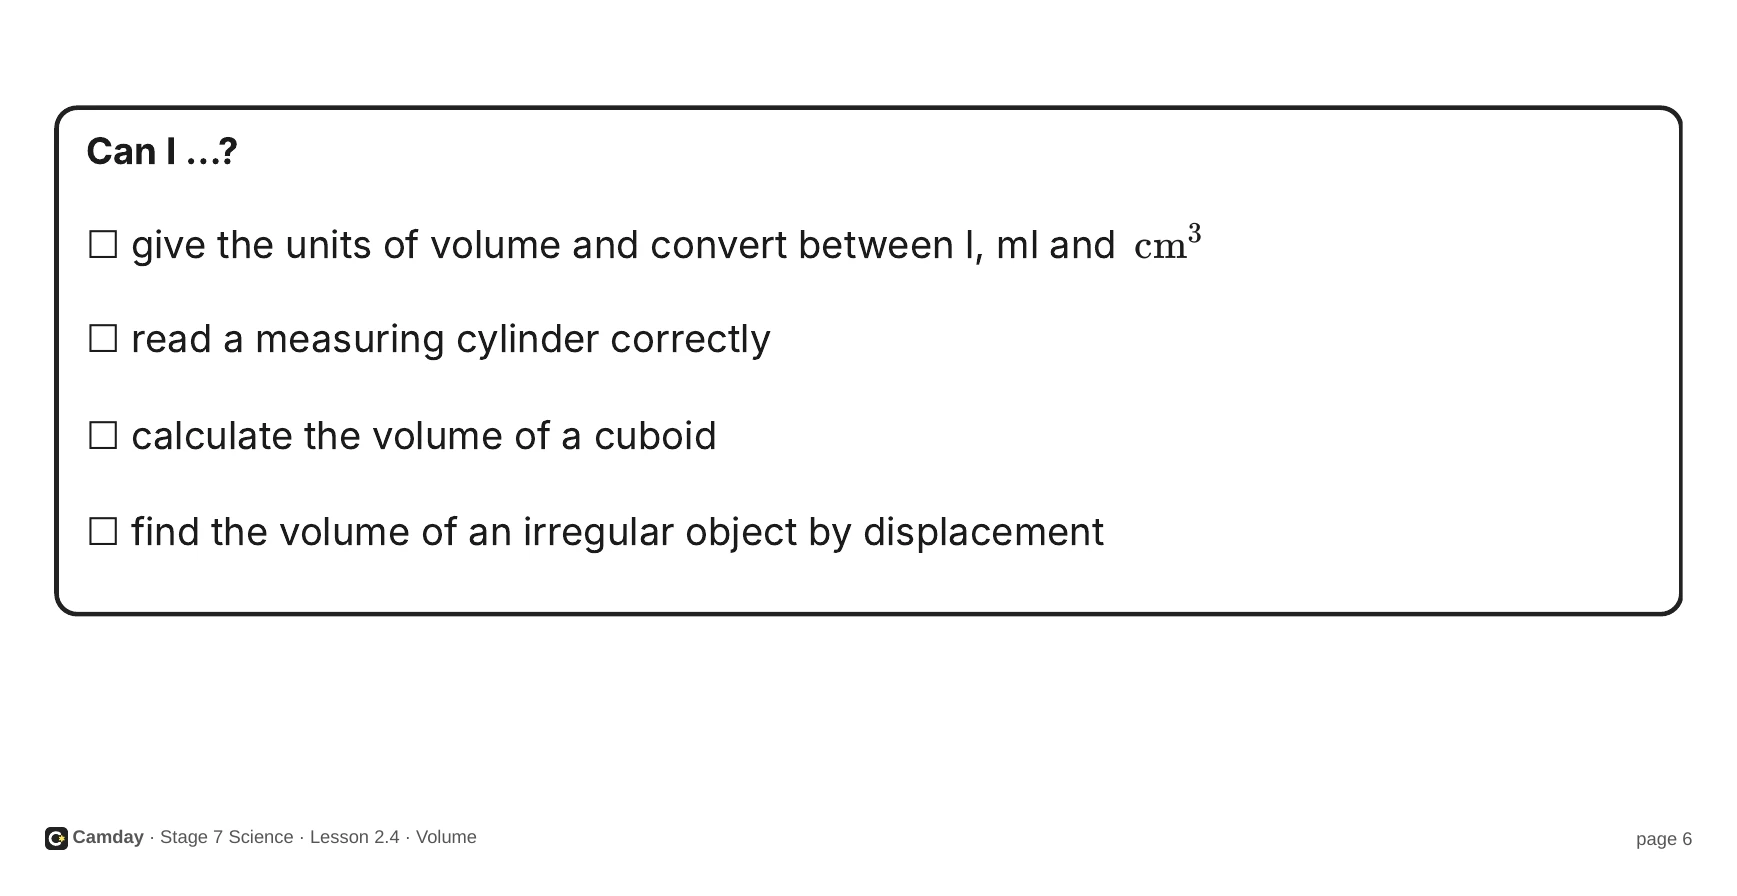 Can I …?
☐ give the units of volume and convert between l, ml and cm³
☐ read a measuring cylinder correctly
☐ calculate the volume of a cuboid
☐ find the volume of an irregular object by displacement
Camday · Stage 7 Science · Lesson 2.4 · Volume
page 6